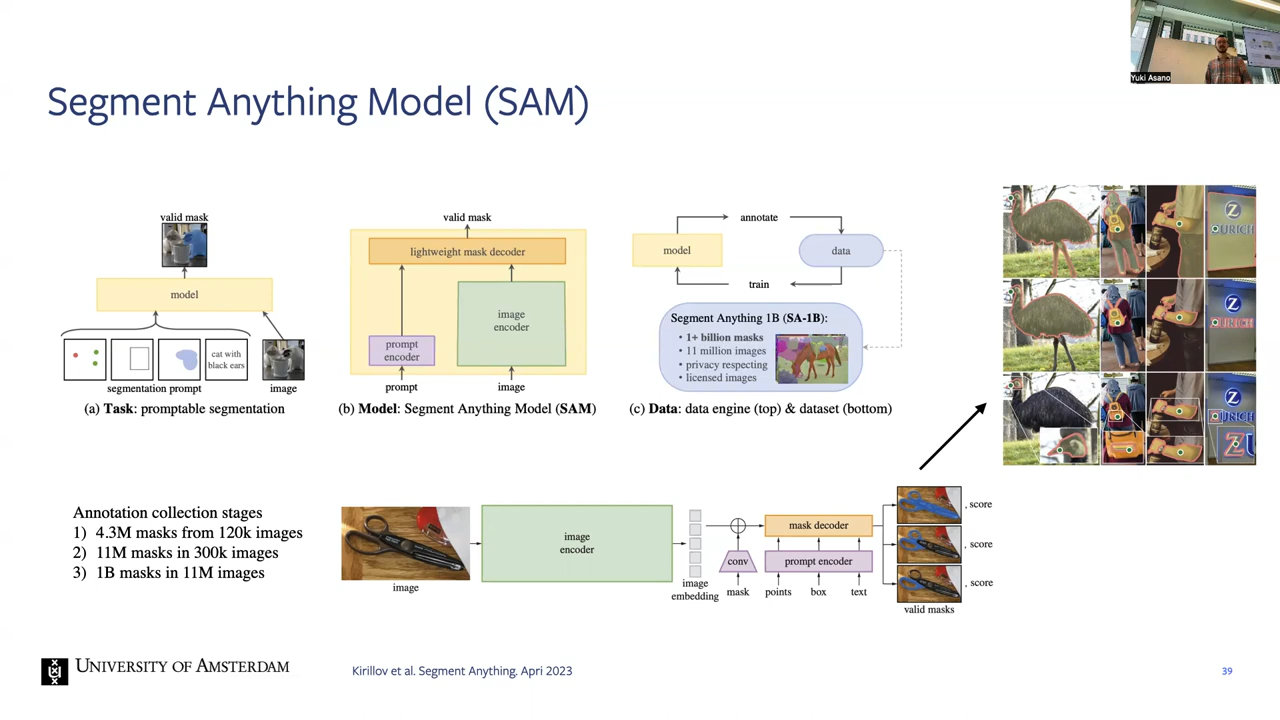 Yuki Asano
Segment Anything Model (SAM)
valid mask
model
cat with
black ears
segmentation prompt
image
(a) Task: promptable segmentation
valid mask
lightweight mask decoder
image
encoder
prompt
encoder
prompt
image
(b) Model: Segment Anything Model (SAM)
annotate
model
data
train
Segment Anything 1B (SA-1B):
• 1+ billion masks
• 11 million images
• privacy respecting
• licensed images
(c) Data: data engine (top) & dataset (bottom)
Z
URICH
Z
URICH
Z
URICH
Z
Annotation collection stages
1) 4.3M masks from 120k images
2) 11M masks in 300k images
3) 1B masks in 11M images
image
image
encoder
image
embedding
conv
mask
mask decoder
prompt encoder
points
box
text
, score
, score
, score
valid masks
UNIVERSITY OF AMSTERDAM
Kirillov et al. Segment Anything. Apri 2023
39